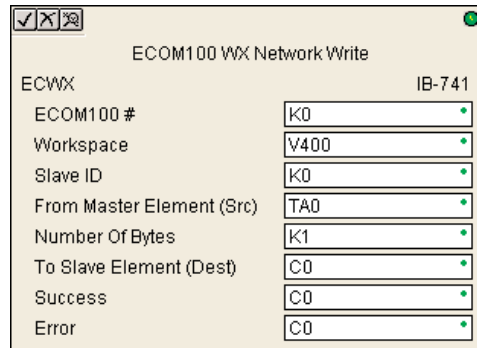 ECOM100 WX Network Write
ECWX IB-741
ECOM100 # K0
Workspace V400
Slave ID K0
From Master Element (Src) TA0
Number Of Bytes K1
To Slave Element (Dest) C0
Success C0
Error C0